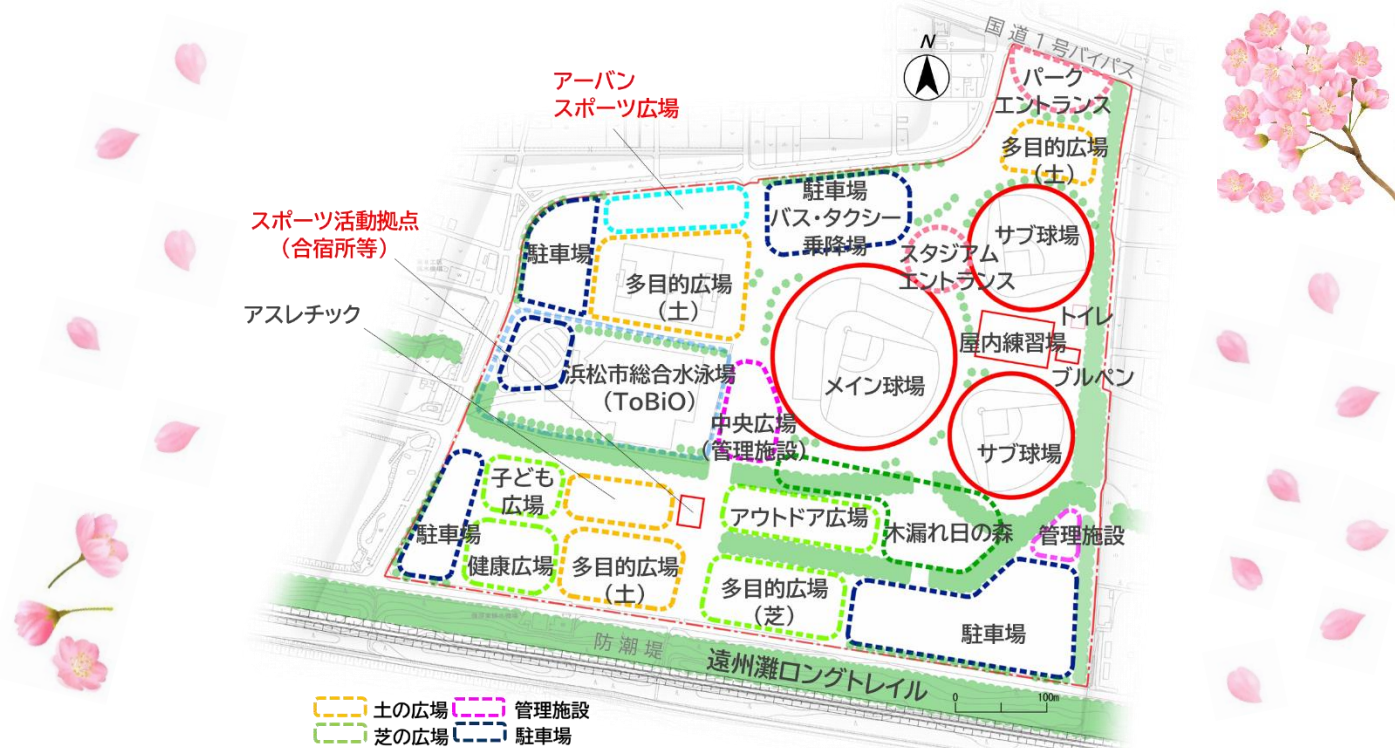 国道1号バイパス
N
パーク
エントランス
アーバン
スポーツ広場
多目的広場
(土)
駐車場
バス・タクシー
乗降場
スポーツ活動拠点
(合宿所等)
駐車場
多目的広場
(土)
スタジアム
エントランス
サブ球場
アスレチック
トイレ
屋内練習場
ブルペン
浜松市総合水泳場
(ToBiO)
メイン球場
中央広場
(管理施設)
サブ球場
子ども
広場
アウトドア広場
木漏れ日の森
管理施設
駐車場
健康広場
多目的広場
(土)
多目的広場
(芝)
駐車場
防潮堤
遠州灘ロングトレイル
0 100m
土の広場 管理施設
芝の広場 駐車場